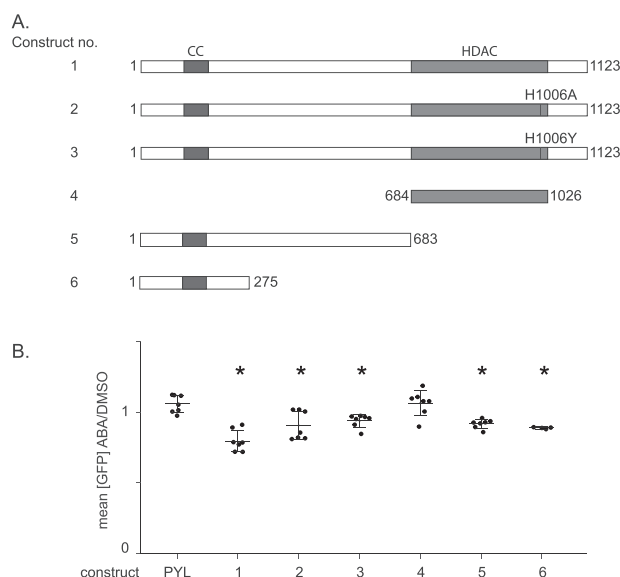 A.
Construct no.
CC HDAC
1 1 1123
H1006A
2 1 1123
H1006Y
3 1 1123
4 684 1026
5 1 683
6 1 275
B.
* * * * *
1
0
mean [GFP] ABA/DMSO
construct PYL 1 2 3 4 5 6